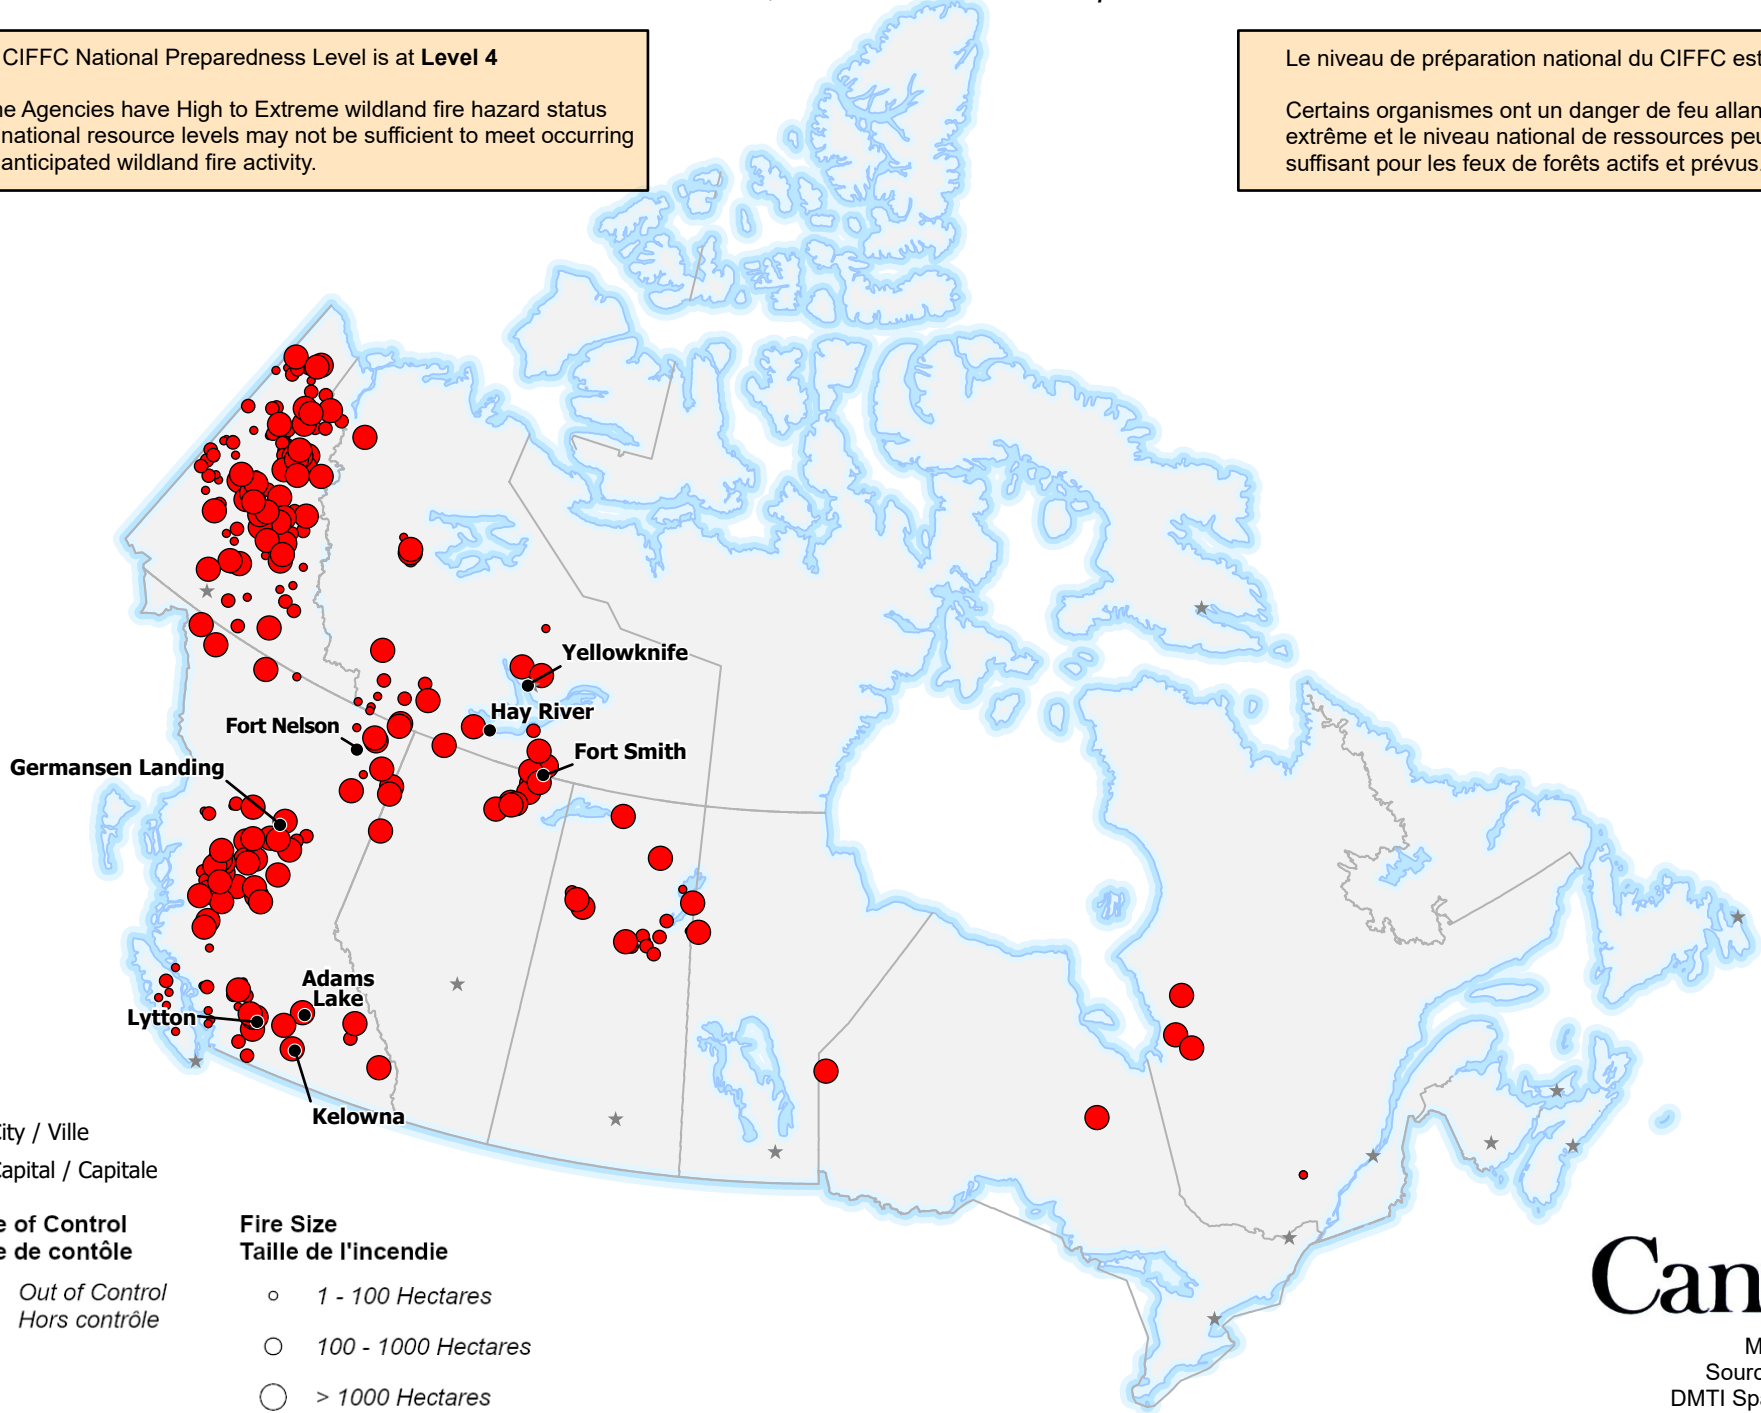 CIFFC National Preparedness Level is at Level 4
Agencies have High to Extreme wildland fire hazard status
national resource levels may not be sufficient to meet occurring
anticipated wildland fire activity.
Le niveau de préparation national du CIFFC est
Certains organismes ont un danger de feu allan
extrême et le niveau national de ressources peu
suffisant pour les feux de forêts actifs et prévus.
Yellowknife
Hay River
Fort Nelson
Fort Smith
Germansen Landing
Adams
Lake
Lytton
Kelowna
ity / Ville
apital / Capitale
e of Control
e de contôle
Out of Control
Hors contrôle
Fire Size
Taille de l'incendie
1 - 100 Hectares
100 - 1000 Hectares
> 1000 Hectares
Can
M
Sourc
DMTI Sp